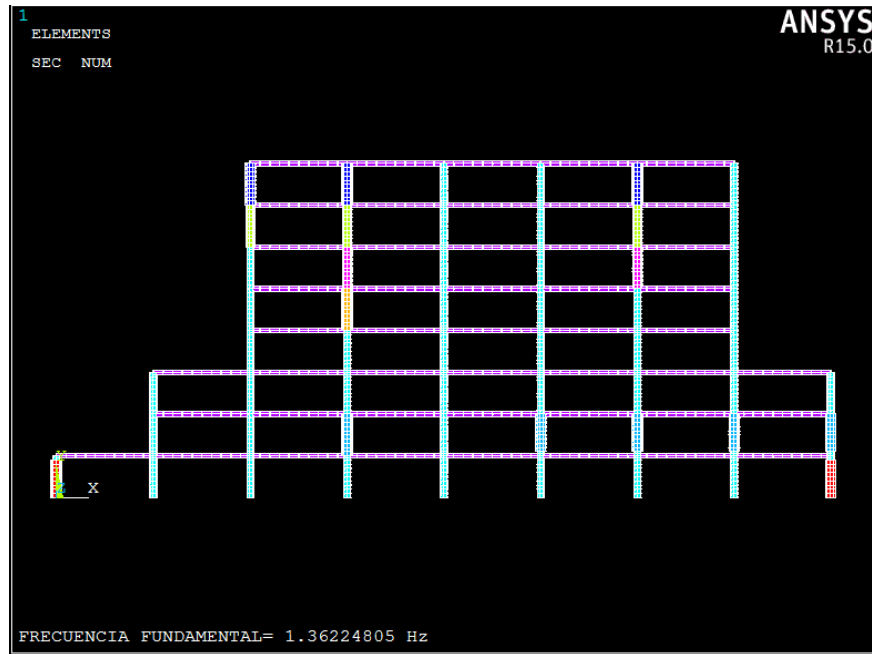 1
ELEMENTS
SEC NUM
ANSYS
R15.0
X
FRECUENCIA FUNDAMENTAL= 1.36224805 Hz